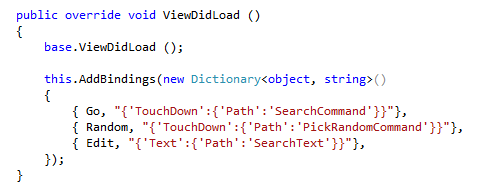 public override void ViewDidLoad ()
{
    base.ViewDidLoad ();

    this.AddBindings(new Dictionary<object, string>()
    {
        { Go, "{'TouchDown':{'Path':'SearchCommand'}}"},
        { Random, "{'TouchDown':{'Path':'PickRandomCommand'}}"},
        { Edit, "{'Text':{'Path':'SearchText'}}"},
    });
}